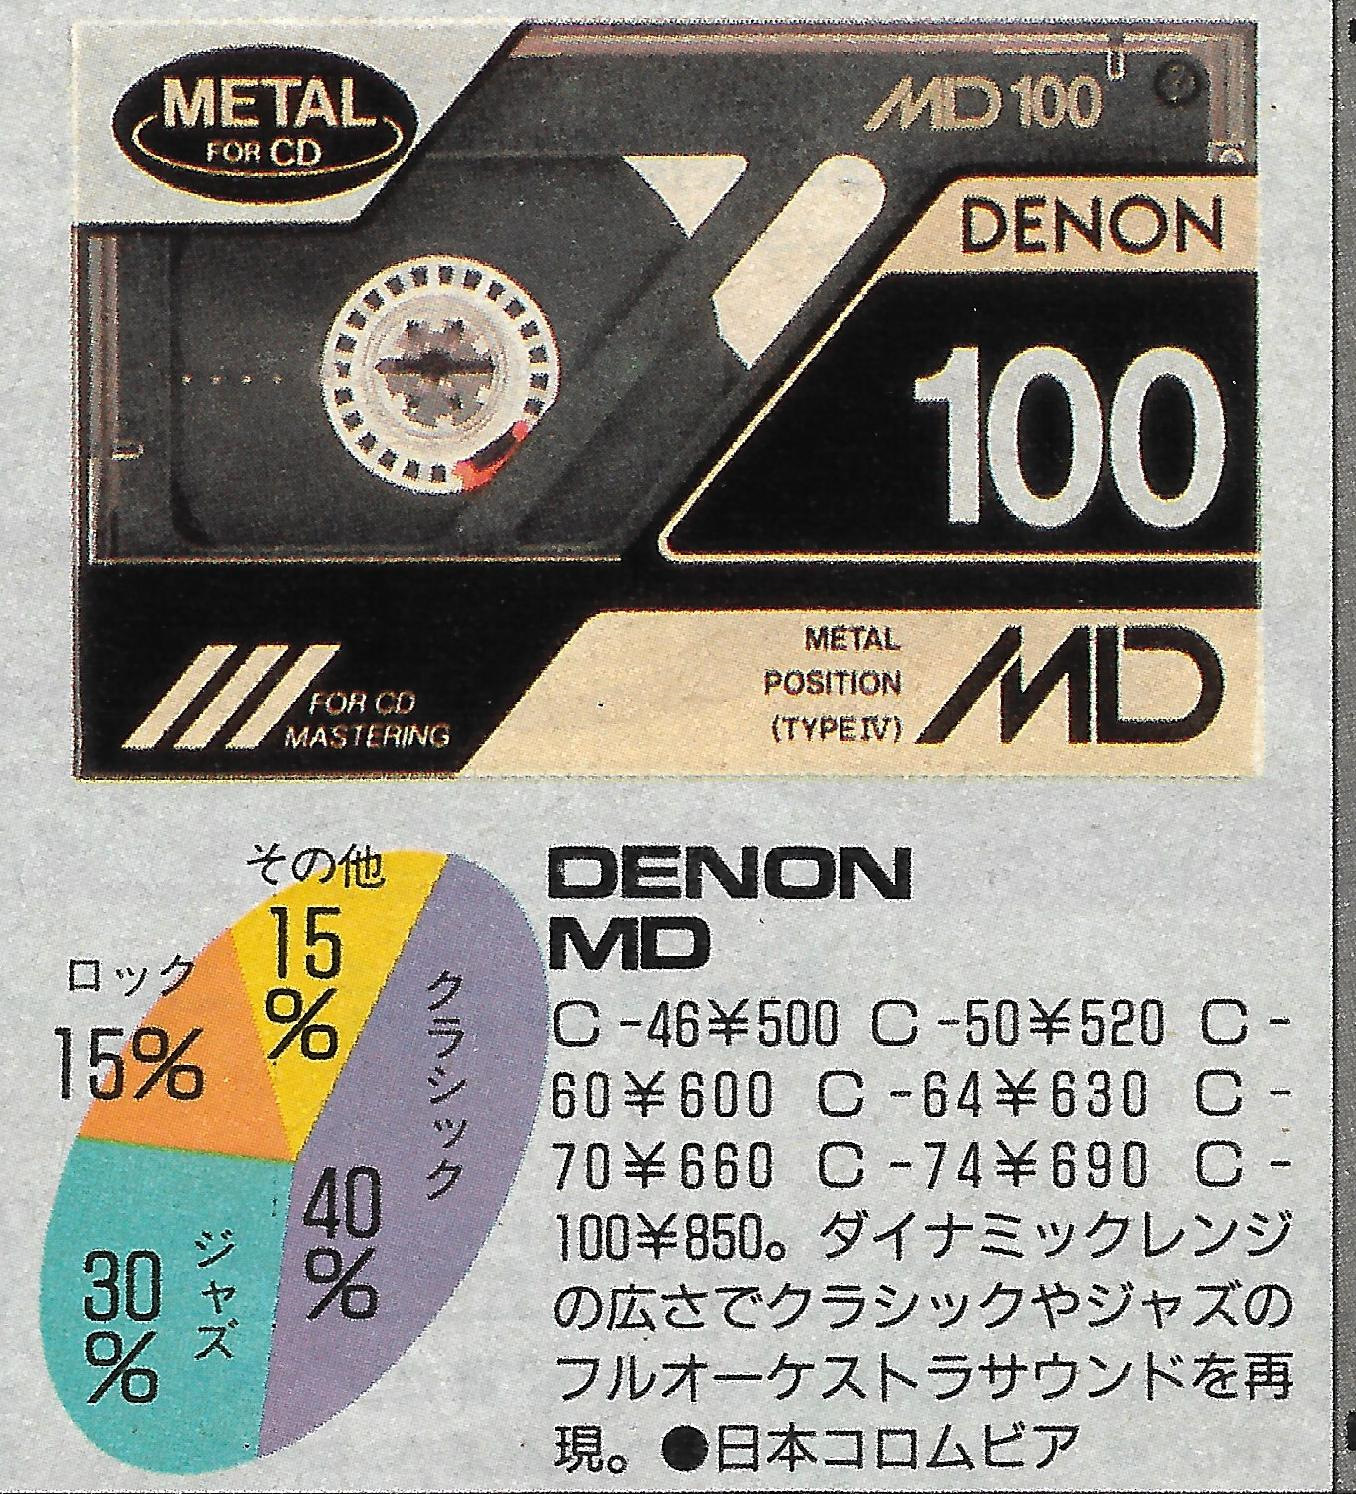 METAL
FOR CD
MD 100
DENON
100
FOR CD
MASTERING
METAL
POSITION
(TYPE IV)
MD
その他
15
%
ロック
15%
クラシック
40
%
ジャズ
30
%
DENON
MD
C-46¥500 C-50¥520 C-
60¥600 C-64¥630 C-
70¥660 C-74¥690 C-
100¥850。ダイナミックレンジ
の広さでクラシックやジャズの
フルオーケストラサウンドを再
現。●日本コロムビア